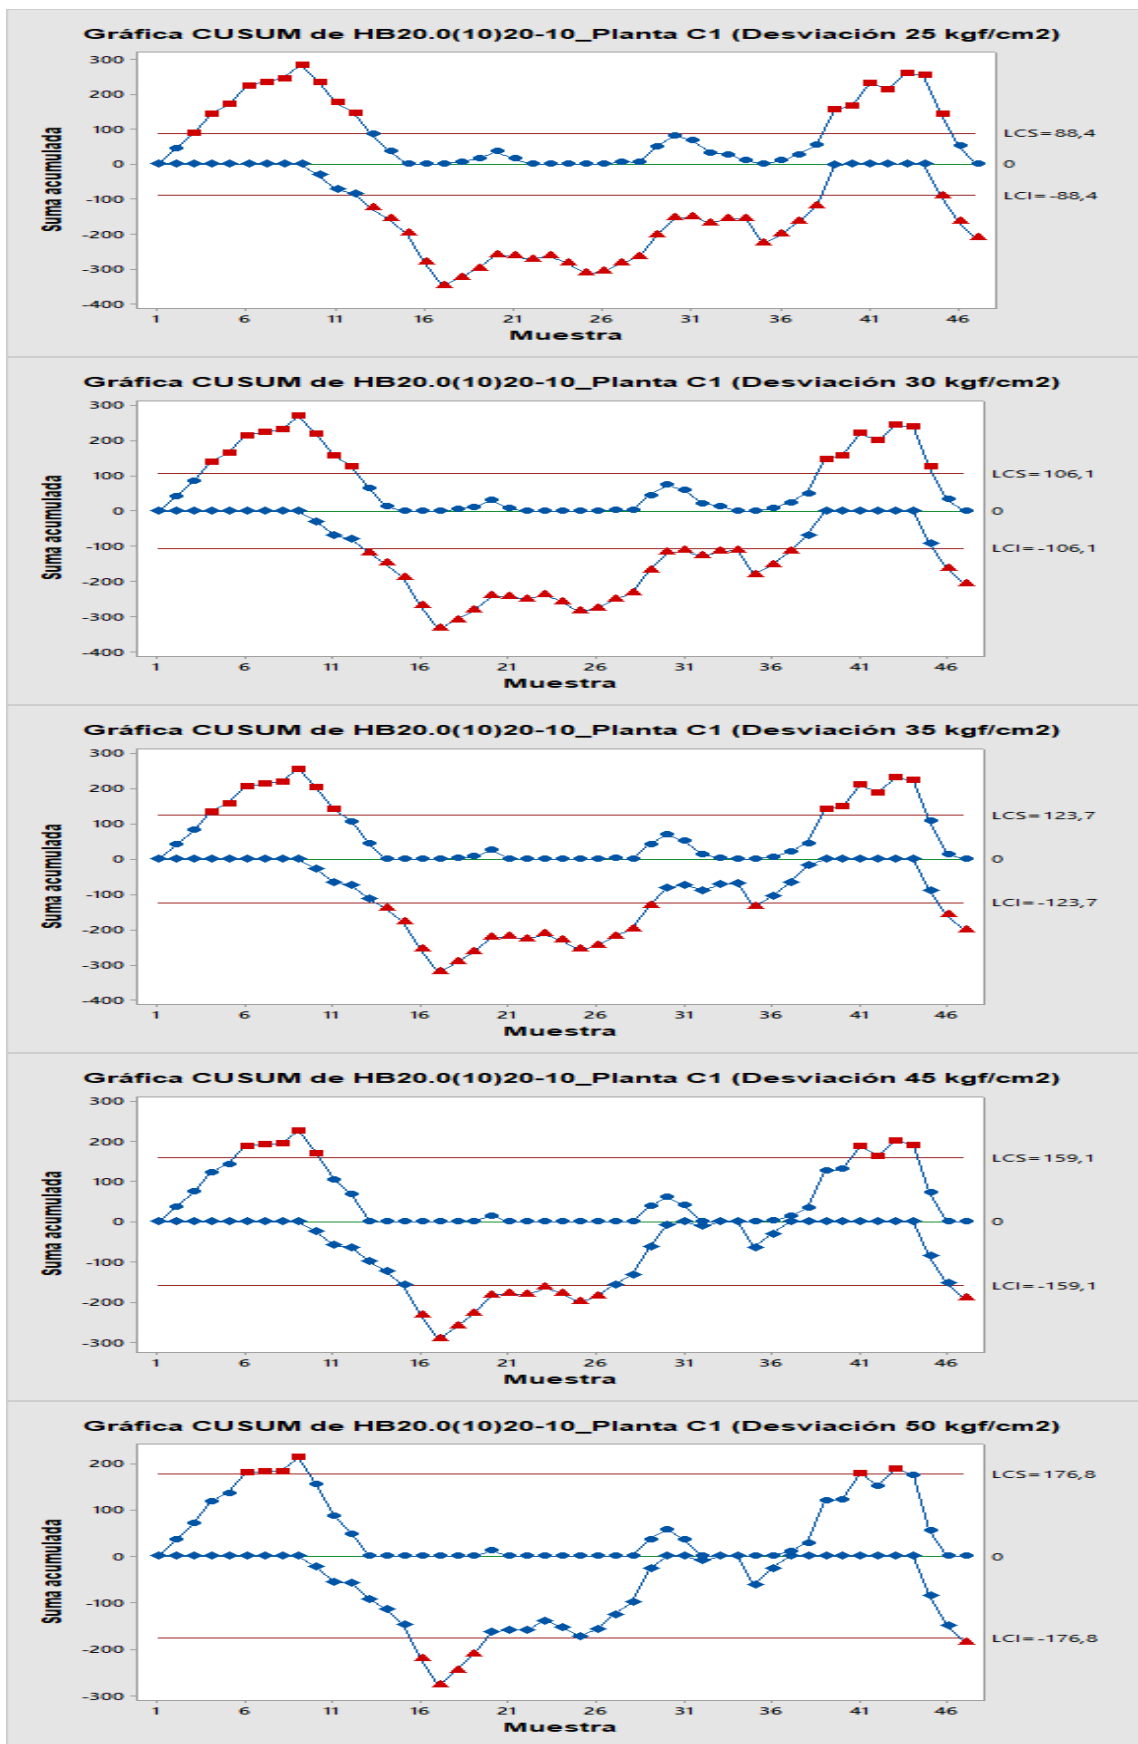 Gráfica CUSUM de HB20.0(10)20-10_Planta C1 (Desviación 25 kgf/cm2)
300
200
100
0
-100
-200
-300
-400
Suma acumulada
LCS=88,4
0
LCI=-88,4
1 6 11 16 21 26 31 36 41 46
Muestra
Gráfica CUSUM de HB20.0(10)20-10_Planta C1 (Desviación 30 kgf/cm2)
300
200
100
0
-100
-200
-300
-400
Suma acumulada
LCS=106,1
0
LCI=-106,1
1 6 11 16 21 26 31 36 41 46
Muestra
Gráfica CUSUM de HB20.0(10)20-10_Planta C1 (Desviación 35 kgf/cm2)
300
200
100
0
-100
-200
-300
-400
Suma acumulada
LCS=123,7
0
LCI=-123,7
1 6 11 16 21 26 31 36 41 46
Muestra
Gráfica CUSUM de HB20.0(10)20-10_Planta C1 (Desviación 45 kgf/cm2)
300
200
100
0
-100
-200
-300
Suma acumulada
LCS=159,1
0
LCI=-159,1
1 6 11 16 21 26 31 36 41 46
Muestra
Gráfica CUSUM de HB20.0(10)20-10_Planta C1 (Desviación 50 kgf/cm2)
200
100
0
-100
-200
-300
Suma acumulada
LCS=176,8
0
LCI=-176,8
1 6 11 16 21 26 31 36 41 46
Muestra